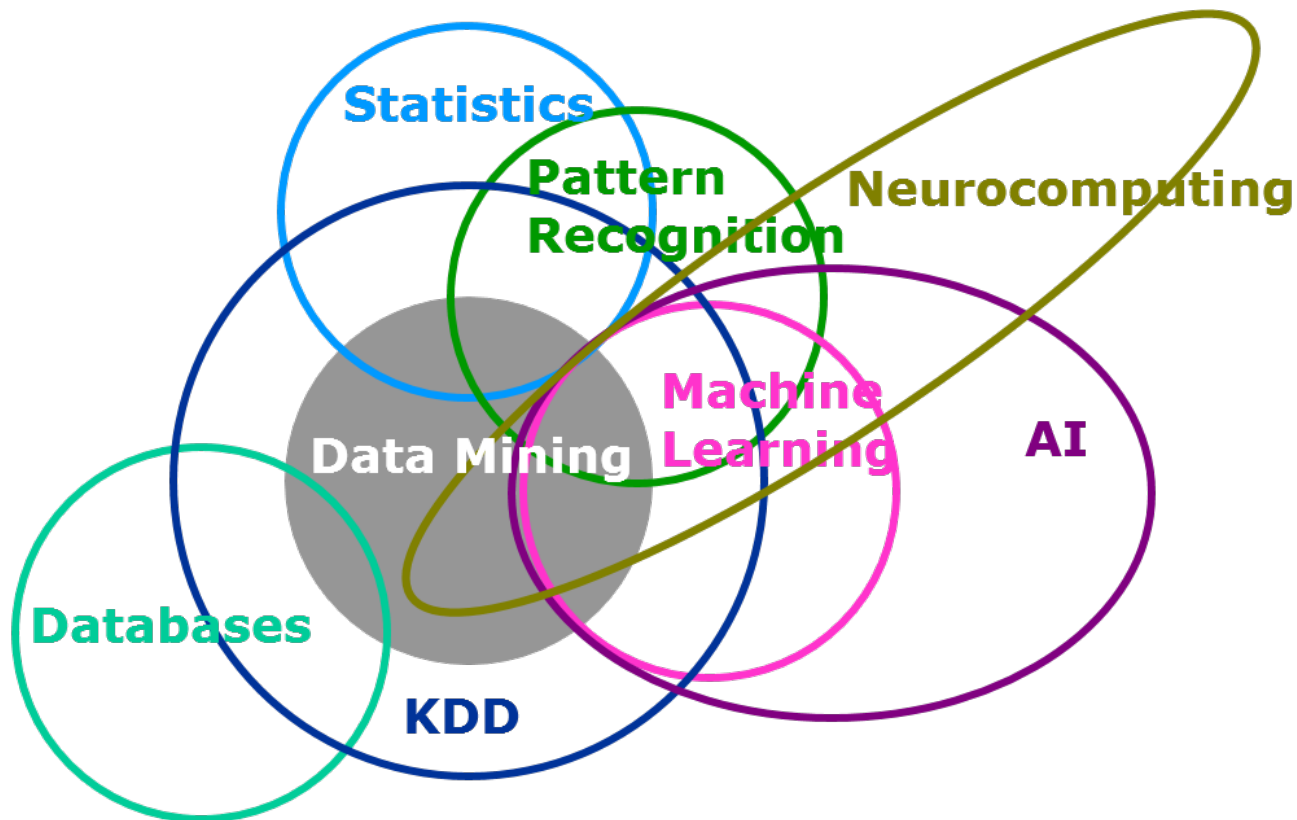 Statistics
Pattern
Recognition
Neurocomputing
Machine
Learning
AI
Data Mining
Databases
KDD